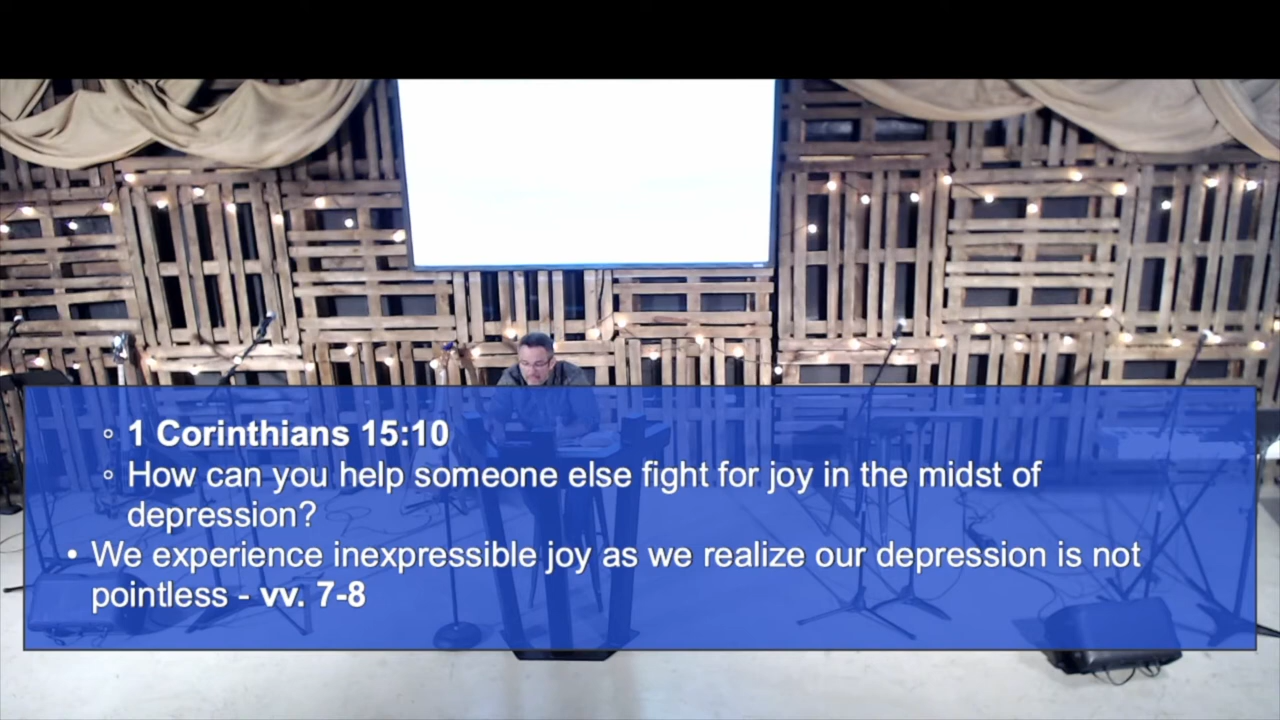 ◦ 1 Corinthians 15:10
◦ How can you help someone else fight for joy in the midst of
depression?
• We experience inexpressible joy as we realize our depression is not
pointless - vv. 7-8